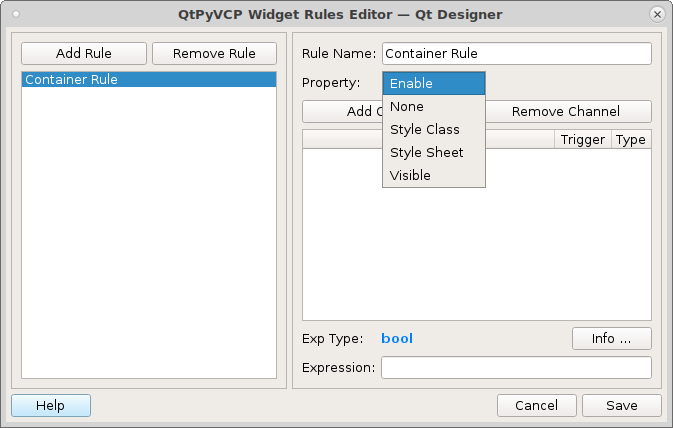 QtPyVCP Widget Rules Editor — Qt Designer
Add Rule
Remove Rule
Container Rule
Rule Name:
Container Rule
Property:
Enable
None
Style Class
Style Sheet
Visible
Add C
Remove Channel
Trigger
Type
Exp Type:
bool
Info ...
Expression:
Help
Cancel
Save